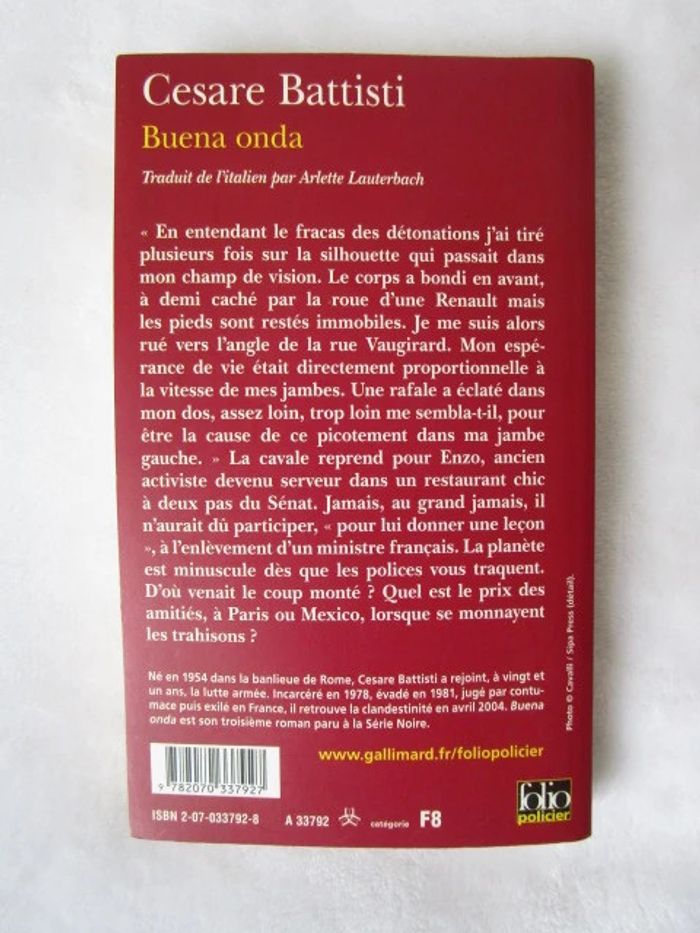 Cesare Battisti
Buena onda
Traduit de l'italien par Arlette Lauterbach
« En entendant le fracas des détonations j'ai tiré
plusieurs fois sur la silhouette qui passait dans
mon champ de vision. Le corps a bondi en avant,
à demi caché par la roue d'une Renault mais
les pieds sont restés immobiles. Je me suis alors
rué vers l'angle de la rue Vaugirard. Mon espé-
rance de vie était directement proportionnelle à
la vitesse de mes jambes. Une rafale a éclaté dans
mon dos, assez loin, trop loin me sembla-t-il, pour
être la cause de ce picotement dans ma jambe
gauche. » La cavale reprend pour Enzo, ancien
activiste devenu serveur dans un restaurant chic
à deux pas du Sénat. Jamais, au grand jamais, il
n'aurait dû participer, « pour lui donner une leçon
», à l'enlèvement d'un ministre français. La planète
est minuscule dès que les polices vous traquent.
D'où venait le coup monté ? Quel est le prix des
amitiés, à Paris ou Mexico, lorsque se monnayent
les trahisons ?
Photo © Cavalli / Sipa Press (détail).
Né en 1954 dans la banlieue de Rome, Cesare Battisti a rejoint, à vingt et
un ans, la lutte armée. Incarcéré en 1978, évadé en 1981, jugé par contu-
mace puis exilé en France, il retrouve la clandestinité en avril 2004. Buena
onda est son troisième roman paru à la Série Noire.
www.gallimard.fr/foliopolicier
9 782070 337927
ISBN 2-07-033792-8 A 33792 catégorie F8
folio
policier